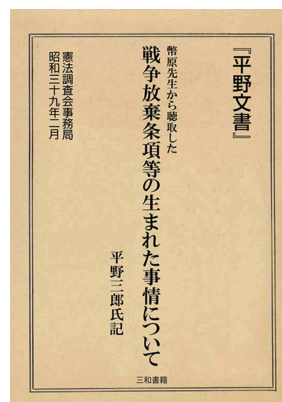 『平野文書』
幣原先生から聴取した
戦争放棄条項等の生まれた事情について
平野三郎氏記
憲法調査会事務局
昭和三十九年二月
三和書籍